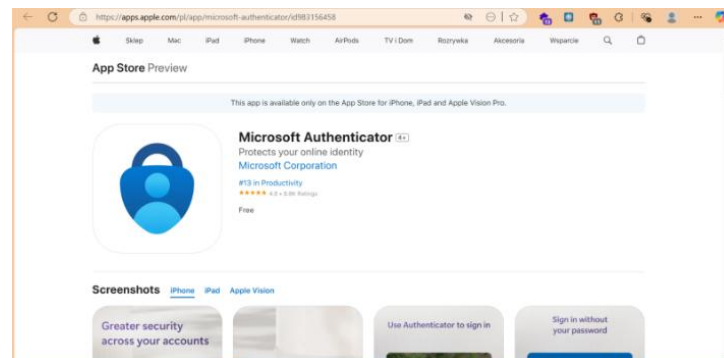 https://apps.apple.com/pl/app/microsoft-authenticator/id983156458
Sklep Mac iPad iPhone Watch AirPods TV i Dom Rozrywka Akcesoria Wsparcie
App Store Preview
This app is available only on the App Store for iPhone, iPad and Apple Vision Pro.
Microsoft Authenticator 4+
Protects your online identity
Microsoft Corporation
#13 in Productivity
Free
Screenshots iPhone iPad Apple Vision
Greater security
across your accounts
Use Authenticator to sign in
Sign in without
your password